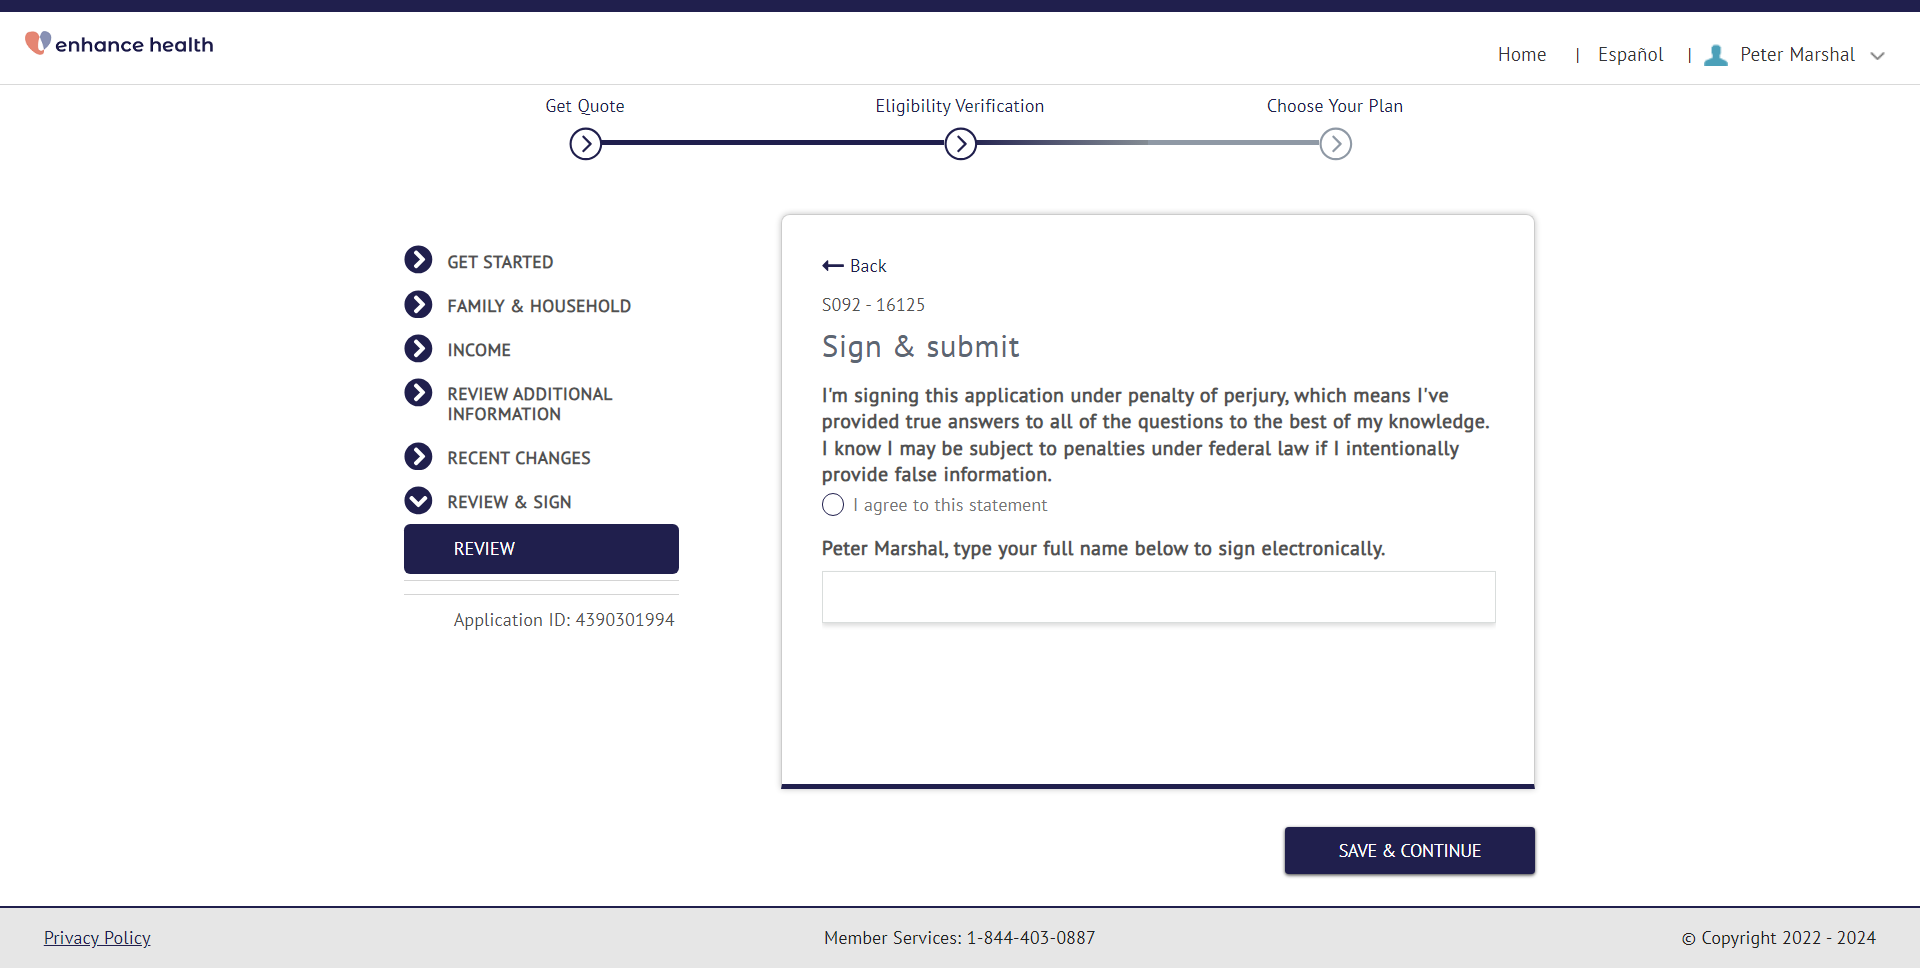 enhance health
Home | Español | Peter Marshal
Get Quote
Eligibility Verification
Choose Your Plan
GET STARTED
FAMILY & HOUSEHOLD
INCOME
REVIEW ADDITIONAL
INFORMATION
RECENT CHANGES
REVIEW & SIGN
REVIEW
Application ID: 4390301994
Back
S092 - 16125
Sign & submit
I'm signing this application under penalty of perjury, which means I've
provided true answers to all of the questions to the best of my knowledge.
I know I may be subject to penalties under federal law if I intentionally
provide false information.
I agree to this statement
Peter Marshal, type your full name below to sign electronically.
SAVE & CONTINUE
Privacy Policy
Member Services: 1-844-403-0887
© Copyright 2022 - 2024